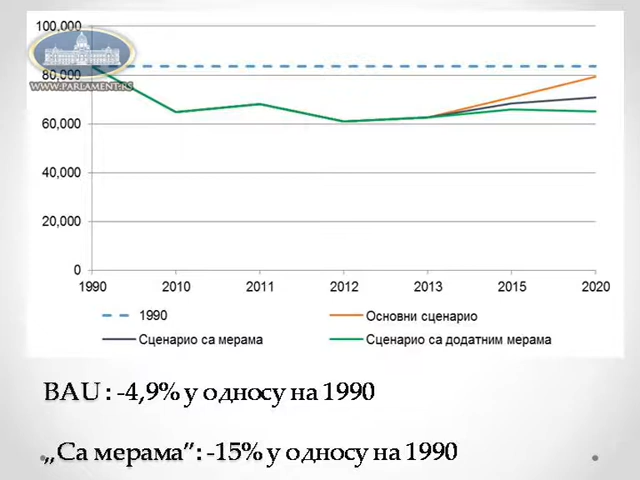 100,000
80,000
60,000
40,000
20,000
0
1990 2010 2011 2012 2013 2015 2020
WWW.PARLAMENT.RS
1990 Основни сценарио
Сценарио са мерама Сценарио са додатним мерама
BAU : -4,9% у односу на 1990
„Са мерама”: -15% у односу на 1990